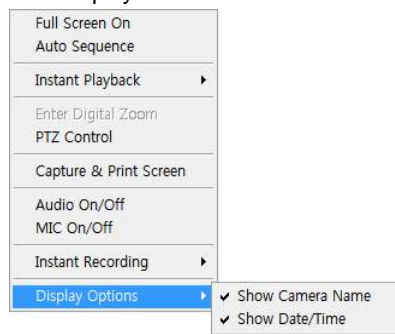 Full Screen On
Auto Sequence
Instant Playback
Enter Digital Zoom
PTZ Control
Capture & Print Screen
Audio On/Off
MIC On/Off
Instant Recording
Display Options
Show Camera Name
Show Date/Time